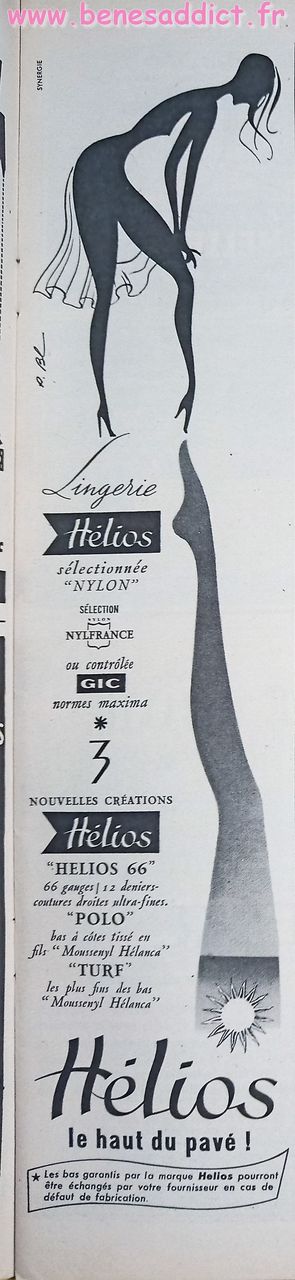 www.benesaddict.fr
SYNERGIE
Lingerie
Hélios
sélectionnée
"NYLON"
SÉLECTION
NYLON
NYLFRANCE
ou contrôlée
GIC
normes maxima
*
3
NOUVELLES CRÉATIONS
Hélios
"HELIOS 66"
66 gauges | 12 deniers-
coutures droites ultra-fines.
"POLO"
bas à côtes tissé en
fils "Moussenyl Hélanca"
"TURF"
les plus fins des bas
"Moussenyl Hélanca"
Hélios
le haut du pavé !
★ Les bas garantis par la marque Helios pourront
être échangés par votre fournisseur en cas de
défaut de fabrication.